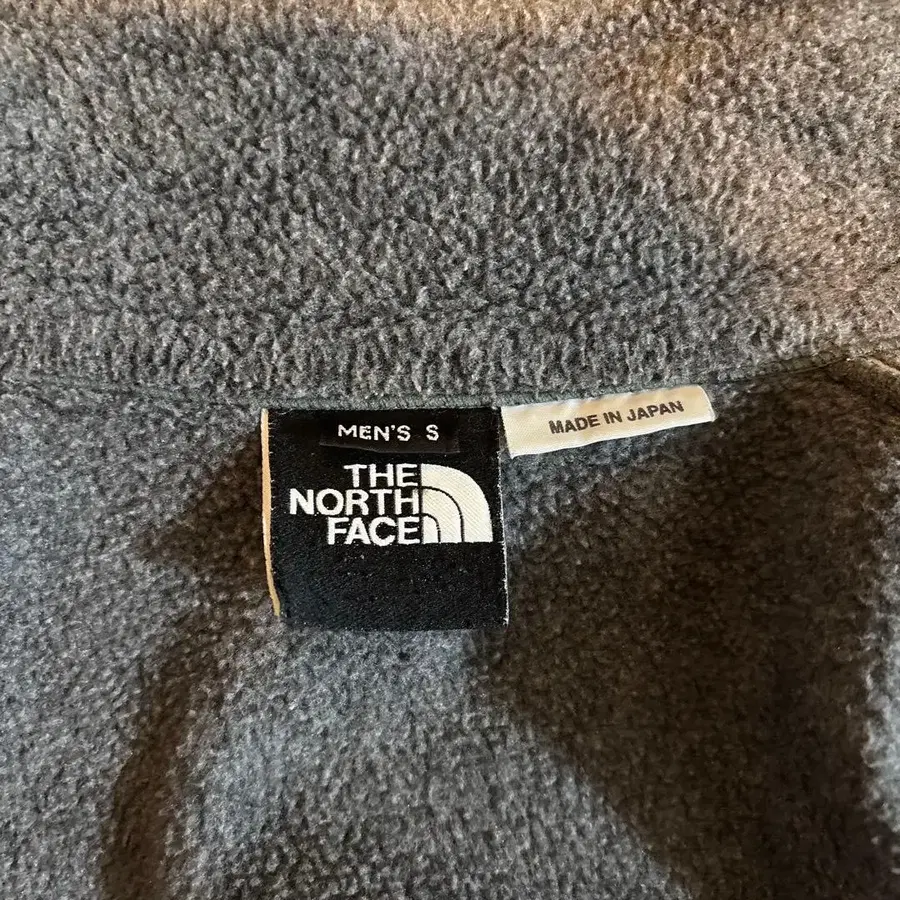 MEN'S S
THE
NORTH
FACE
MADE IN JAPAN